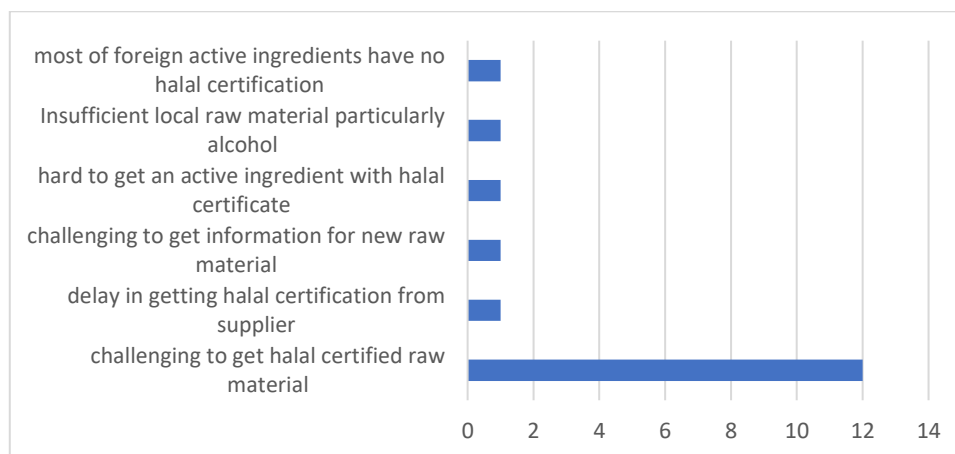 most of foreign active ingredients have no
halal certification
Insufficient local raw material particularly
alcohol
hard to get an active ingredient with halal
certificate
challenging to get information for new raw
material
delay in getting halal certification from
supplier
challenging to get halal certified raw
material
0 2 4 6 8 10 12 14